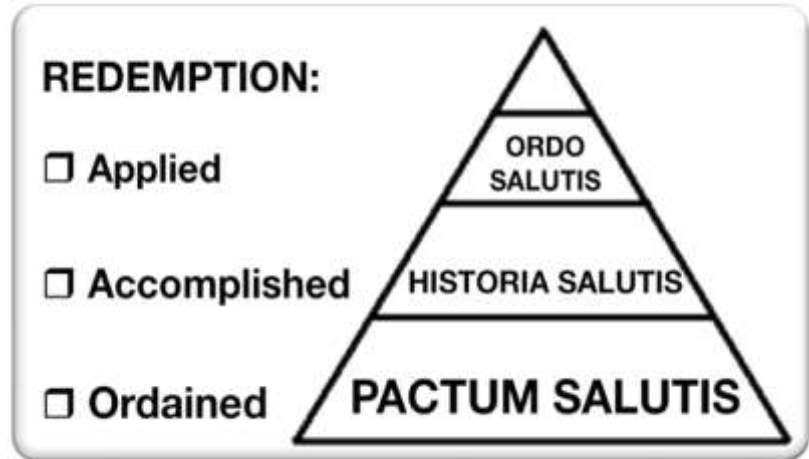 REDEMPTION:
❒ Applied
❒ Accomplished
❒ Ordained
ORDO
SALUTIS
HISTORIA SALUTIS
PACTUM SALUTIS